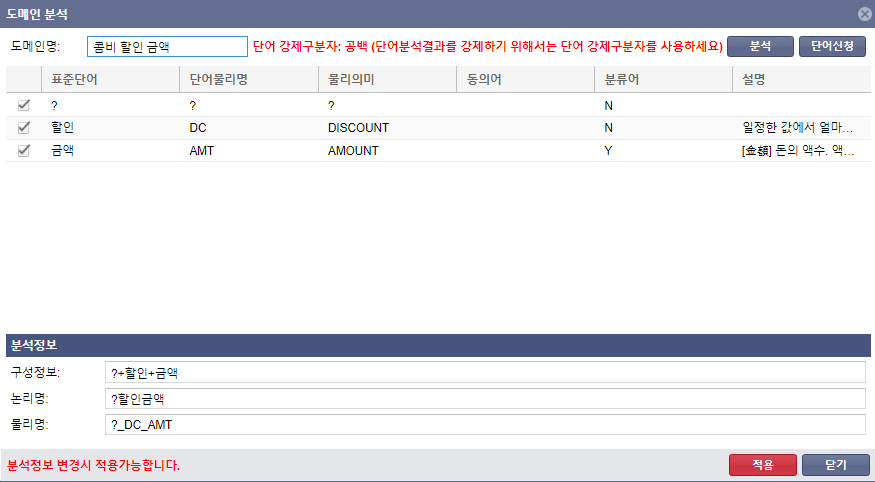 도메인 분석
도메인명: 콤비 할인 금액 단어 강제구분자: 공백 (단어분석결과를 강제하기 위해서는 단어 강제구분자를 사용하세요) 분석 단어신청
표준단어 단어물리명 물리의미 동의어 분류어 설명
? ? ? N
할인 DC DISCOUNT N 일정한 값에서 얼마...
금액 AMT AMOUNT Y [金額] 돈의 액수. 액...
분석정보
구성정보: ?+할인+금액
논리명: ?할인금액
물리명: ?_DC_AMT
분석정보 변경시 적용가능합니다. 적용 닫기